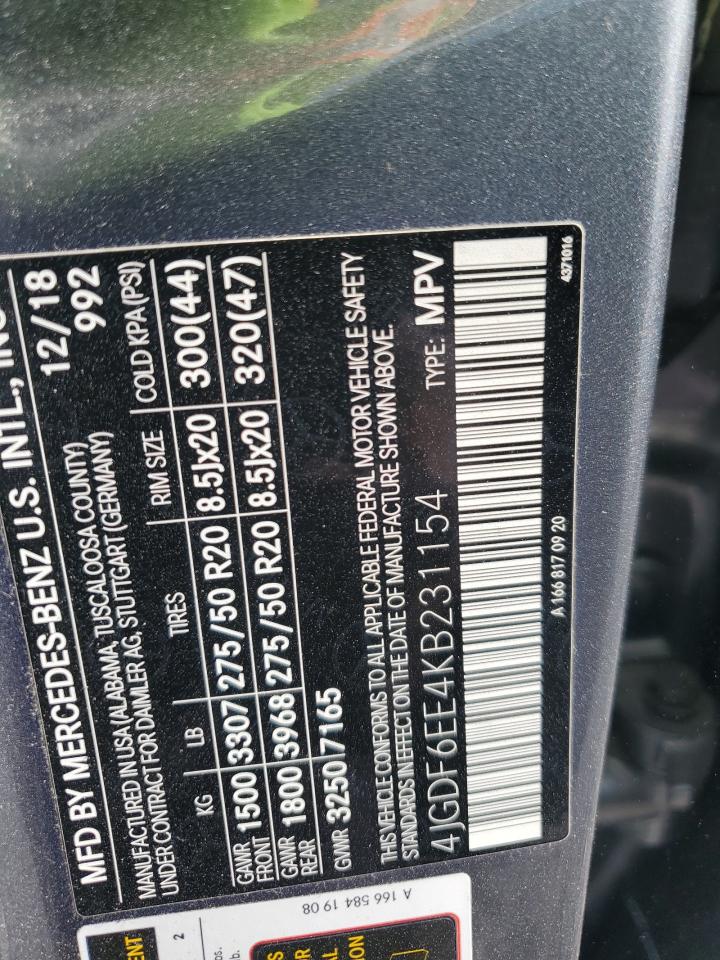 MFD BY MERCEDES-BENZ U.S. INTL., INC
12/18
MANUFACTURED IN USA (ALABAMA, TUSCALOOSA COUNTY)
992
UNDER CONTRACT FOR DAIMLER AG, STUTTGART (GERMANY)
KG LB TIRES RIM SIZE COLD KPA (PSI)
GAWR FRONT 1500 3307 275/50 R20 8.5Jx20 300(44)
GAWR REAR 1800 3968 275/50 R20 8.5Jx20 320(47)
GWR 3250/7165
THIS VEHICLE CONFORMS TO ALL APPLICABLE FEDERAL MOTOR VEHICLE SAFETY
STANDARDS IN EFFECT ON THE DATE OF MANUFACTURE SHOWN ABOVE.
4JGDF6EE4KB231154 TYPE: MPV
A 166 817 09 20
4371016
A 166 584 19 08
2